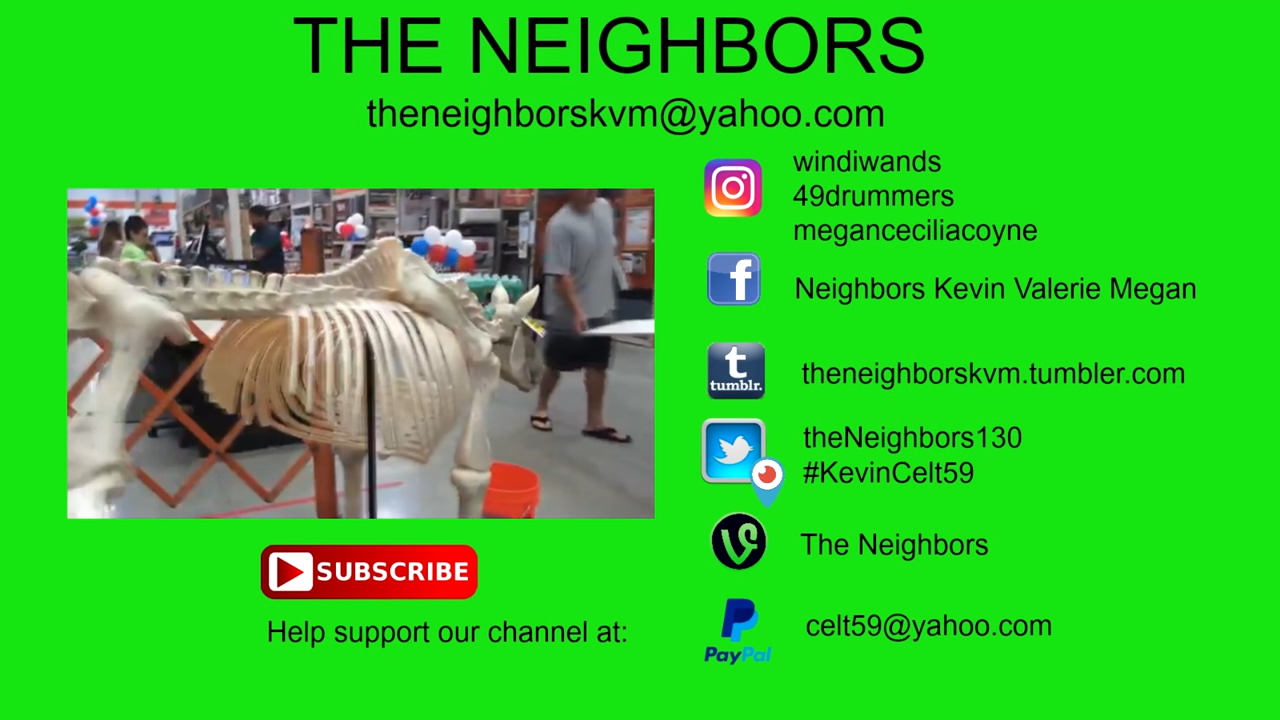 THE NEIGHBORS
theneighborskvm@yahoo.com
windiwands
49drummers
meganceciliacoyne
Neighbors Kevin Valerie Megan
tumblr.
theneighborskvm.tumbler.com
theNeighbors130
#KevinCelt59
The Neighbors
SUBSCRIBE
Help support our channel at:
PayPal
celt59@yahoo.com